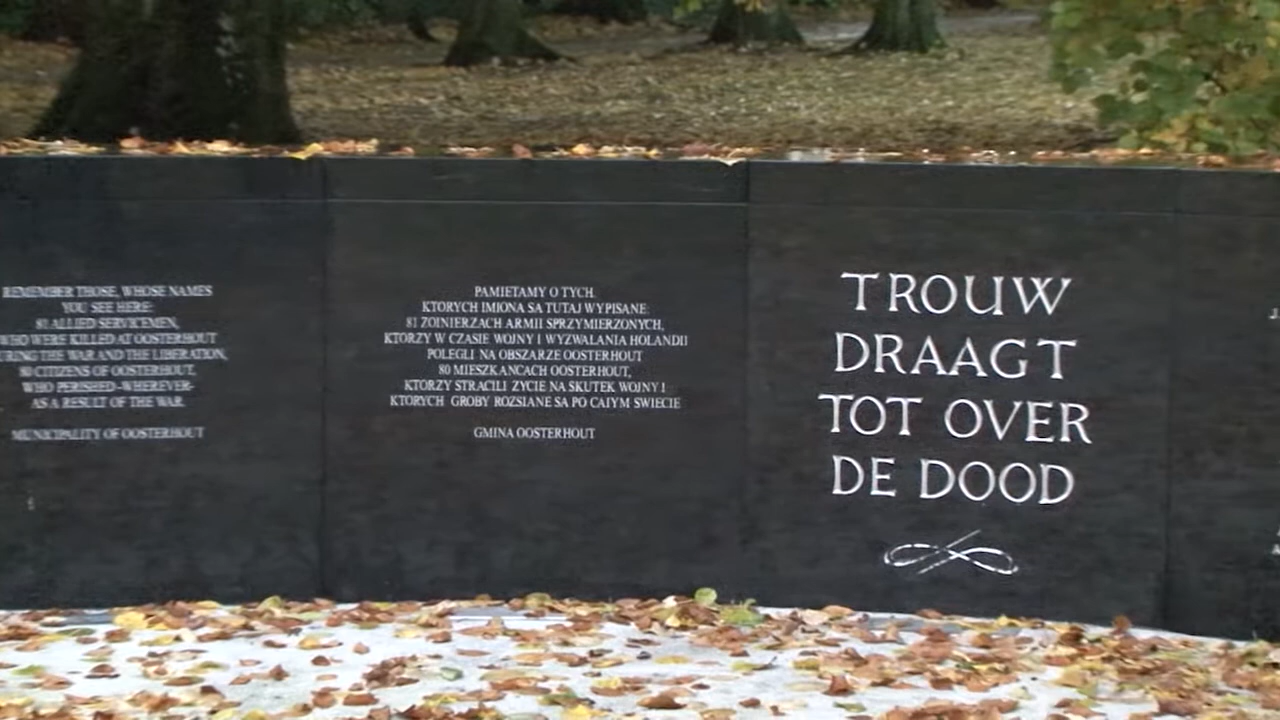 REMEMBER THOSE, WHOSE NAMES
YOU SEE HERE:
81 ALLIED SERVICEMEN,
WHO WERE KILLED AT OOSTERHOUT
DURING THE WAR AND THE LIBERATION,
80 CITIZENS OF OOSTERHOUT,
WHO PERISHED-WHEREVER-
AS A RESULT OF THE WAR.
MUNICIPALITY OF OOSTERHOUT
PAMIETAMY O TYCH.
KTORYCH IMIONA SA TUTAJ WYPISANE:
81 ZOINIERZACH ARMII SPRZYMIERZONYCH,
KTORZY W CZASIE WOJNY I WYZWALANIA HOLANDII
POLEGLI NA OBSZARZE OOSTERHOUT
80 MIESZKANCACH OOSTERHOUT,
KTORZY STRACILI ZYCIE NA SKUTEK WOJNY I
KTORYCH GROBY ROZSIANE SA PO CAIYM SWIECIE
GMINA OOSTERHOUT
TROUW
DRAAGT
TOT OVER
DE DOOD